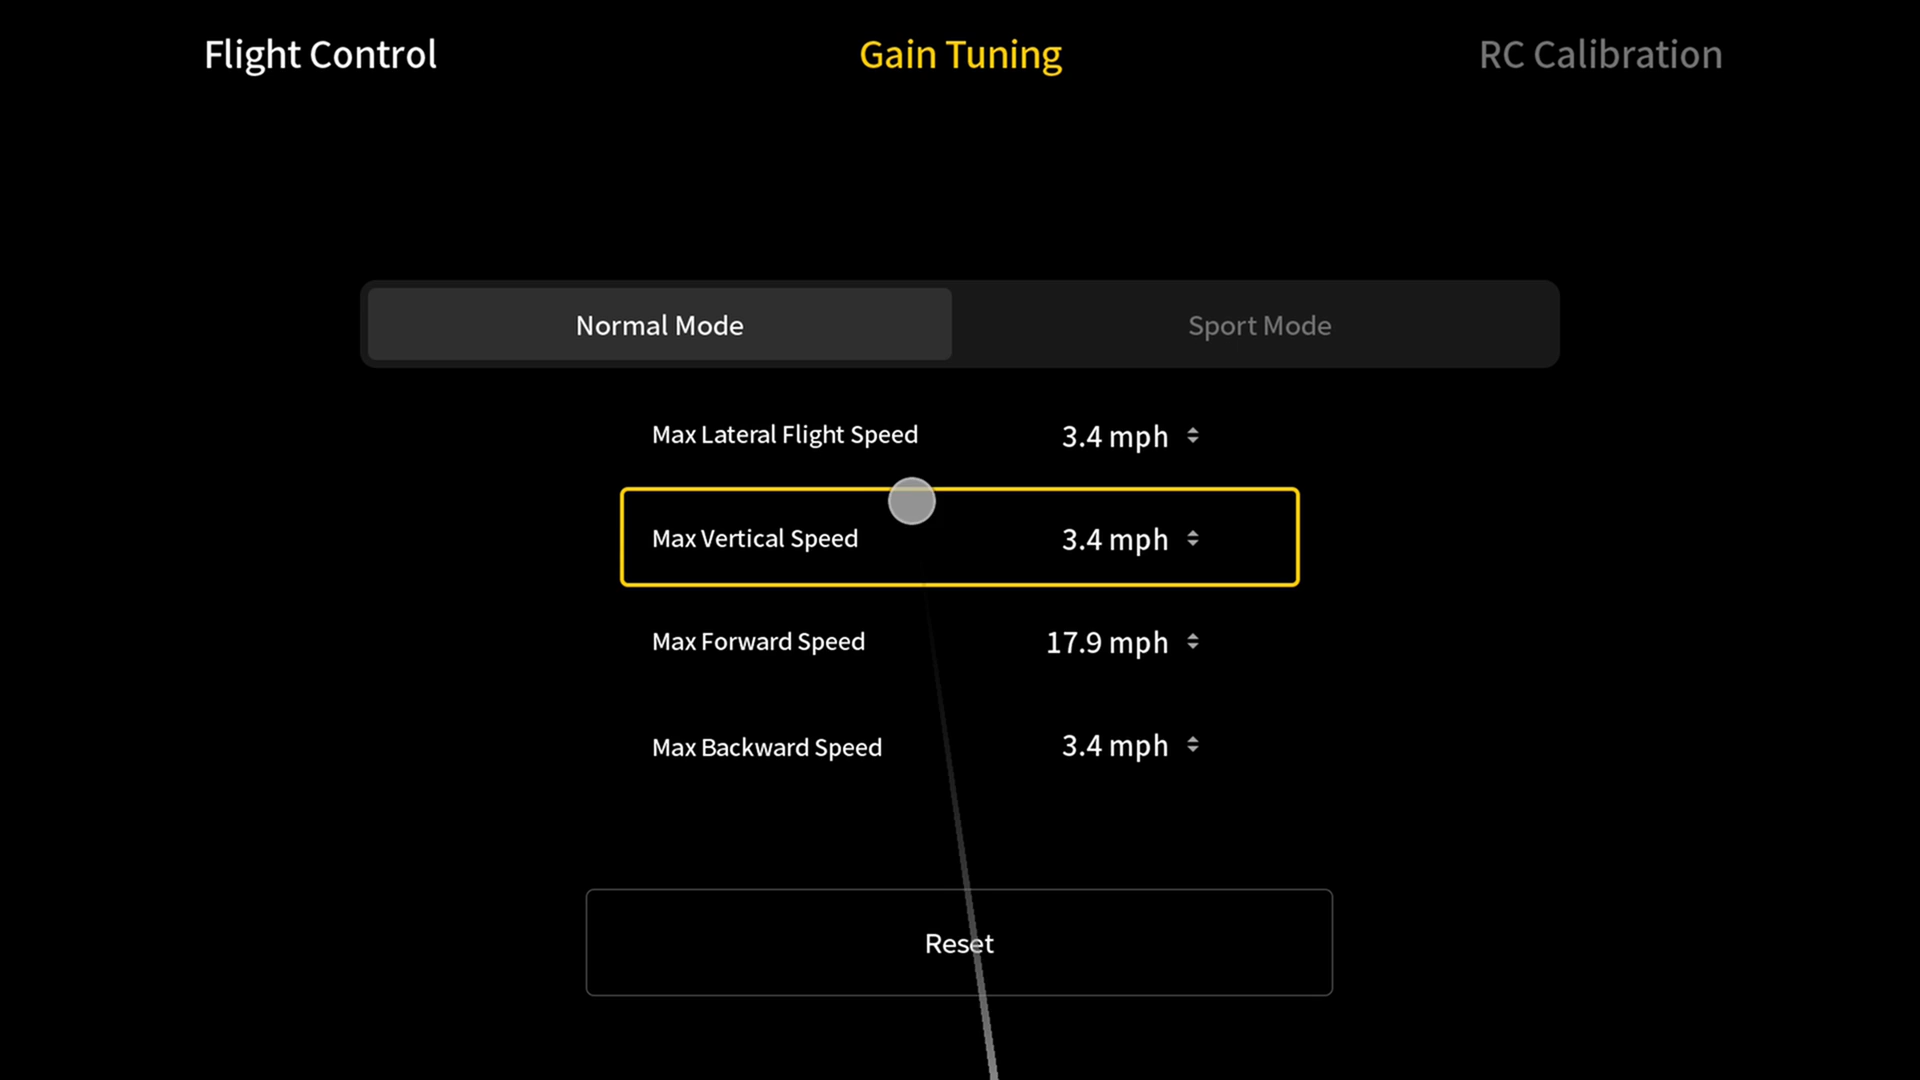 Flight Control Gain Tuning RC Calibration
Normal Mode Sport Mode
Max Lateral Flight Speed 3.4 mph
Max Vertical Speed 3.4 mph
Max Forward Speed 17.9 mph
Max Backward Speed 3.4 mph
Reset